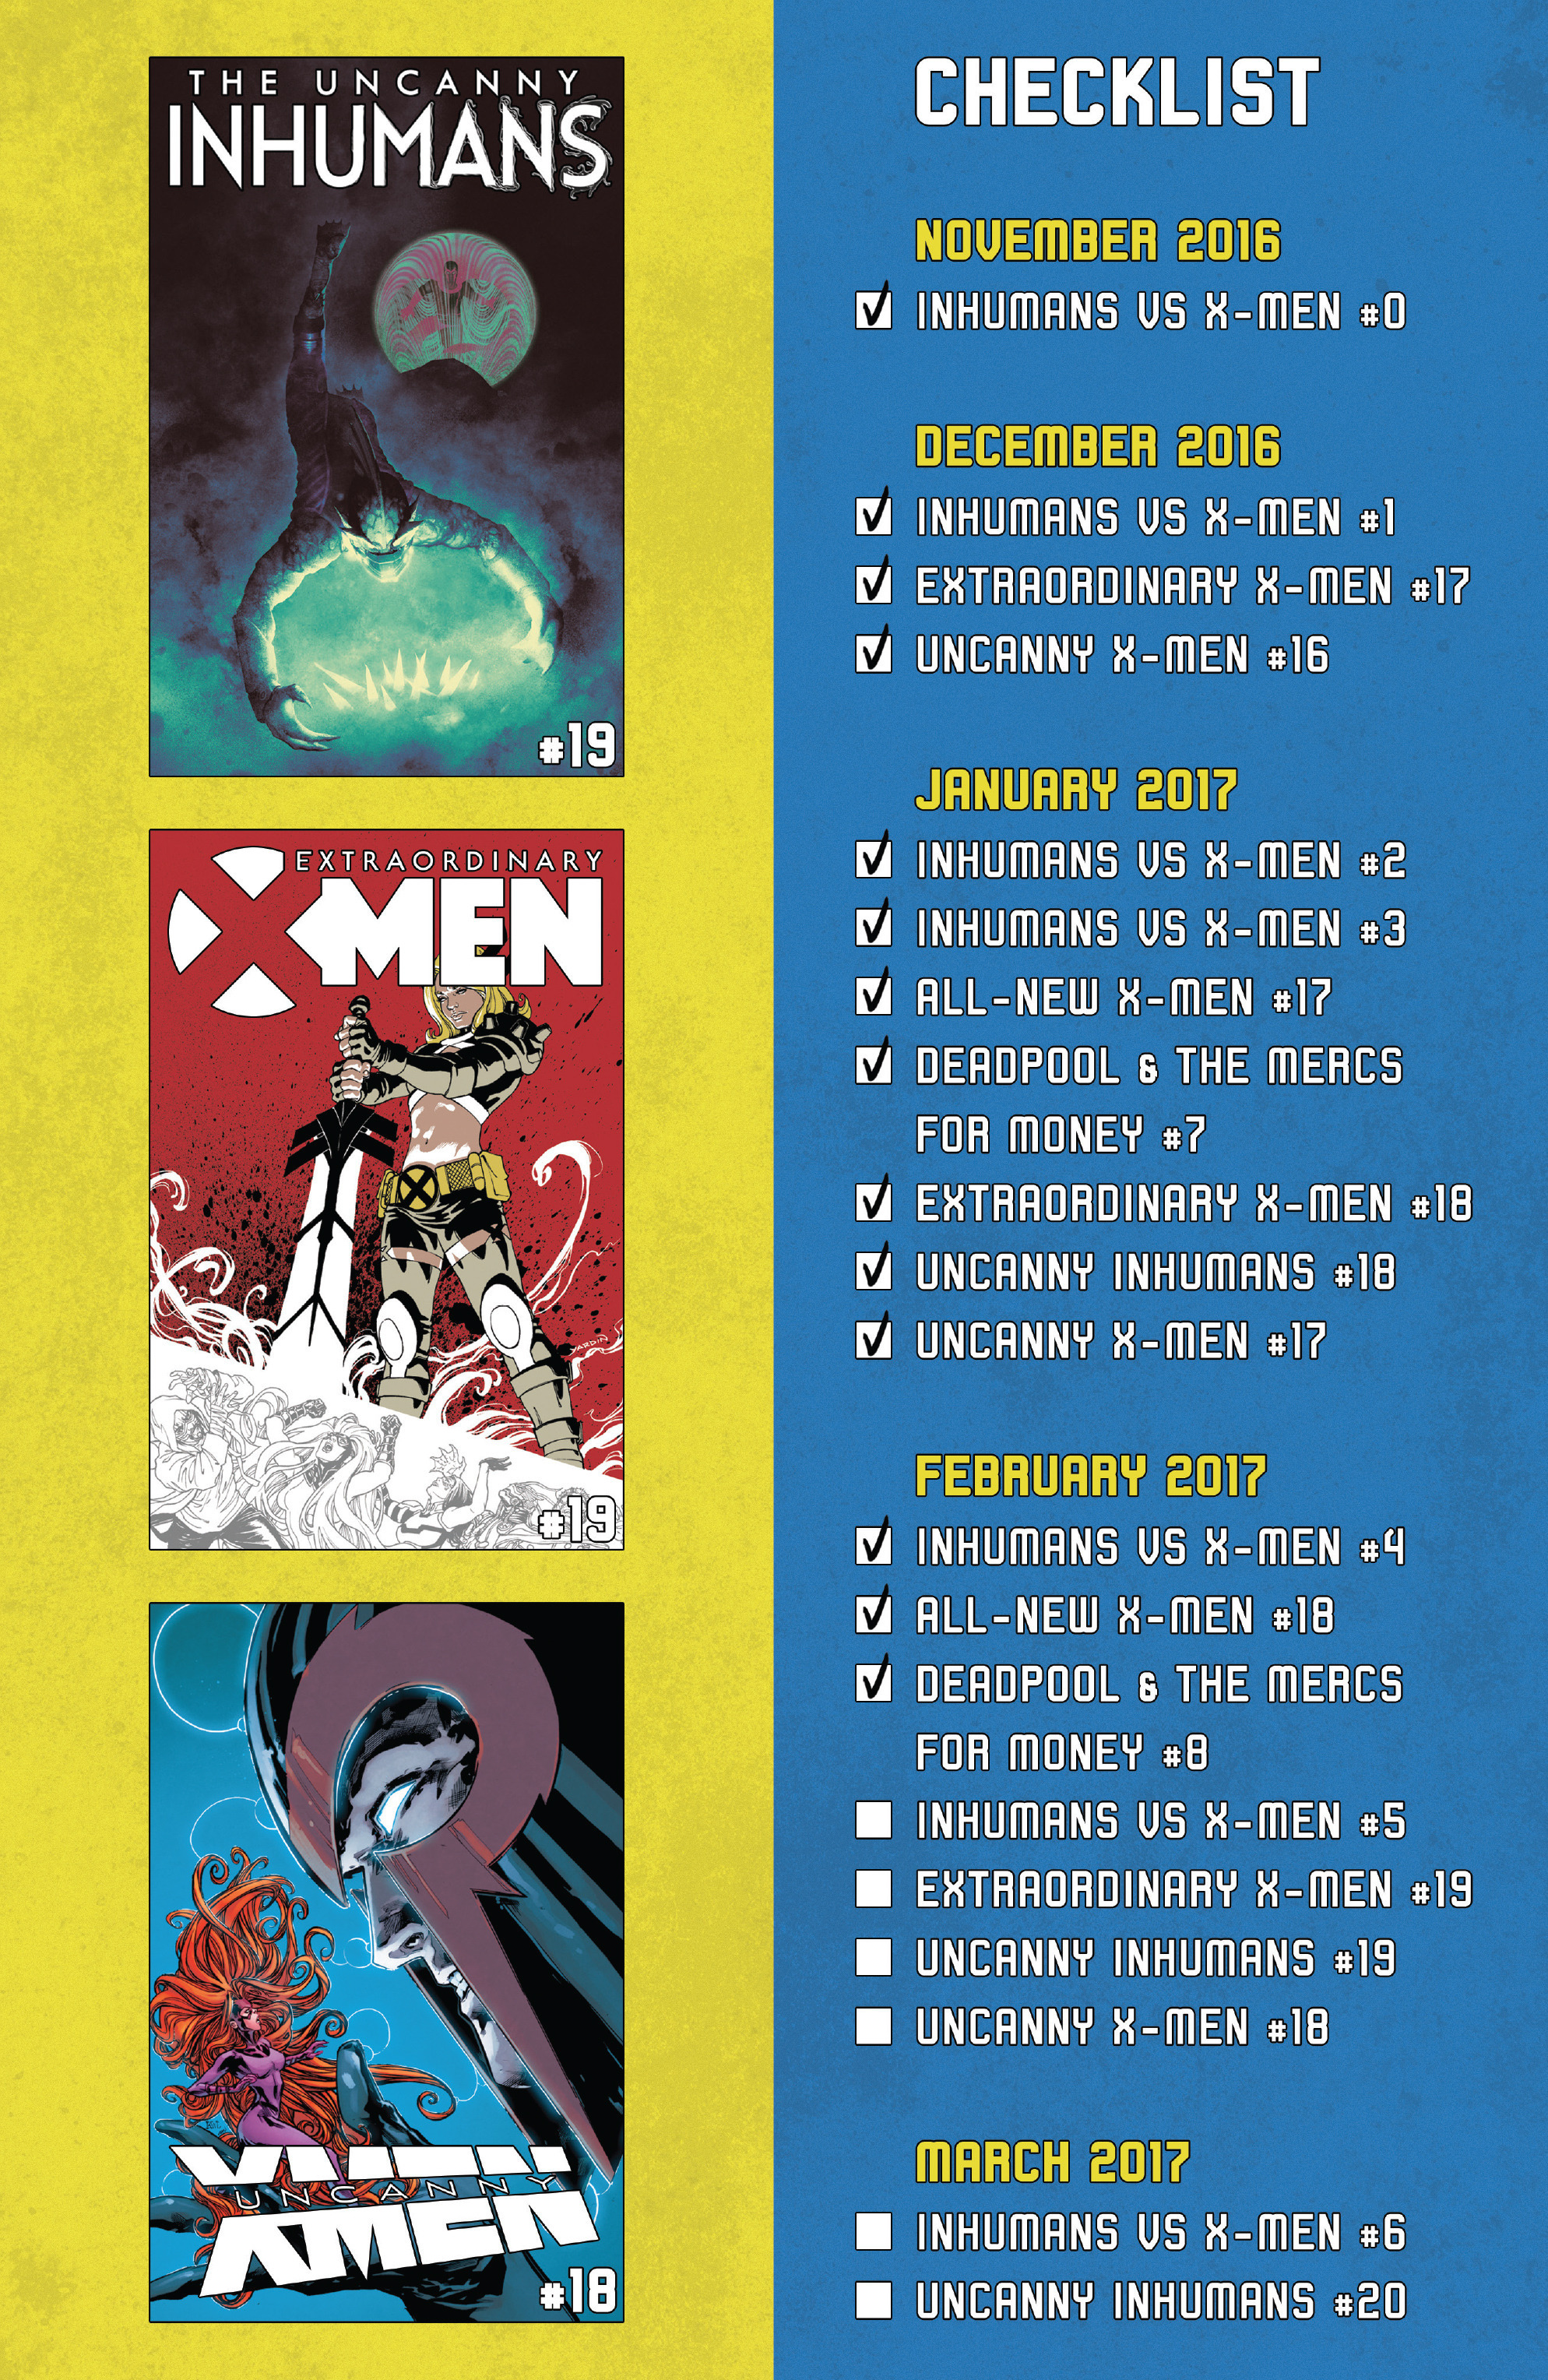 THE UNCANNY
INHUMANS
#19
EXTRAORDINARY
X-MEN
YARDIN
#19
UNCANNY
X-MEN
#18
CHECKLIST
NOVEMBER 2016
INHUMANS VS X-MEN #0
DECEMBER 2016
INHUMANS VS X-MEN #1
EXTRAORDINARY X-MEN #17
UNCANNY X-MEN #16
JANUARY 2017
INHUMANS VS X-MEN #2
INHUMANS VS X-MEN #3
ALL-NEW X-MEN #17
DEADPOOL & THE MERCS
FOR MONEY #7
EXTRAORDINARY X-MEN #18
UNCANNY INHUMANS #18
UNCANNY X-MEN #17
FEBRUARY 2017
INHUMANS VS X-MEN #4
ALL-NEW X-MEN #18
DEADPOOL & THE MERCS
FOR MONEY #8
INHUMANS VS X-MEN #5
EXTRAORDINARY X-MEN #19
UNCANNY INHUMANS #19
UNCANNY X-MEN #18
MARCH 2017
INHUMANS VS X-MEN #6
UNCANNY INHUMANS #20